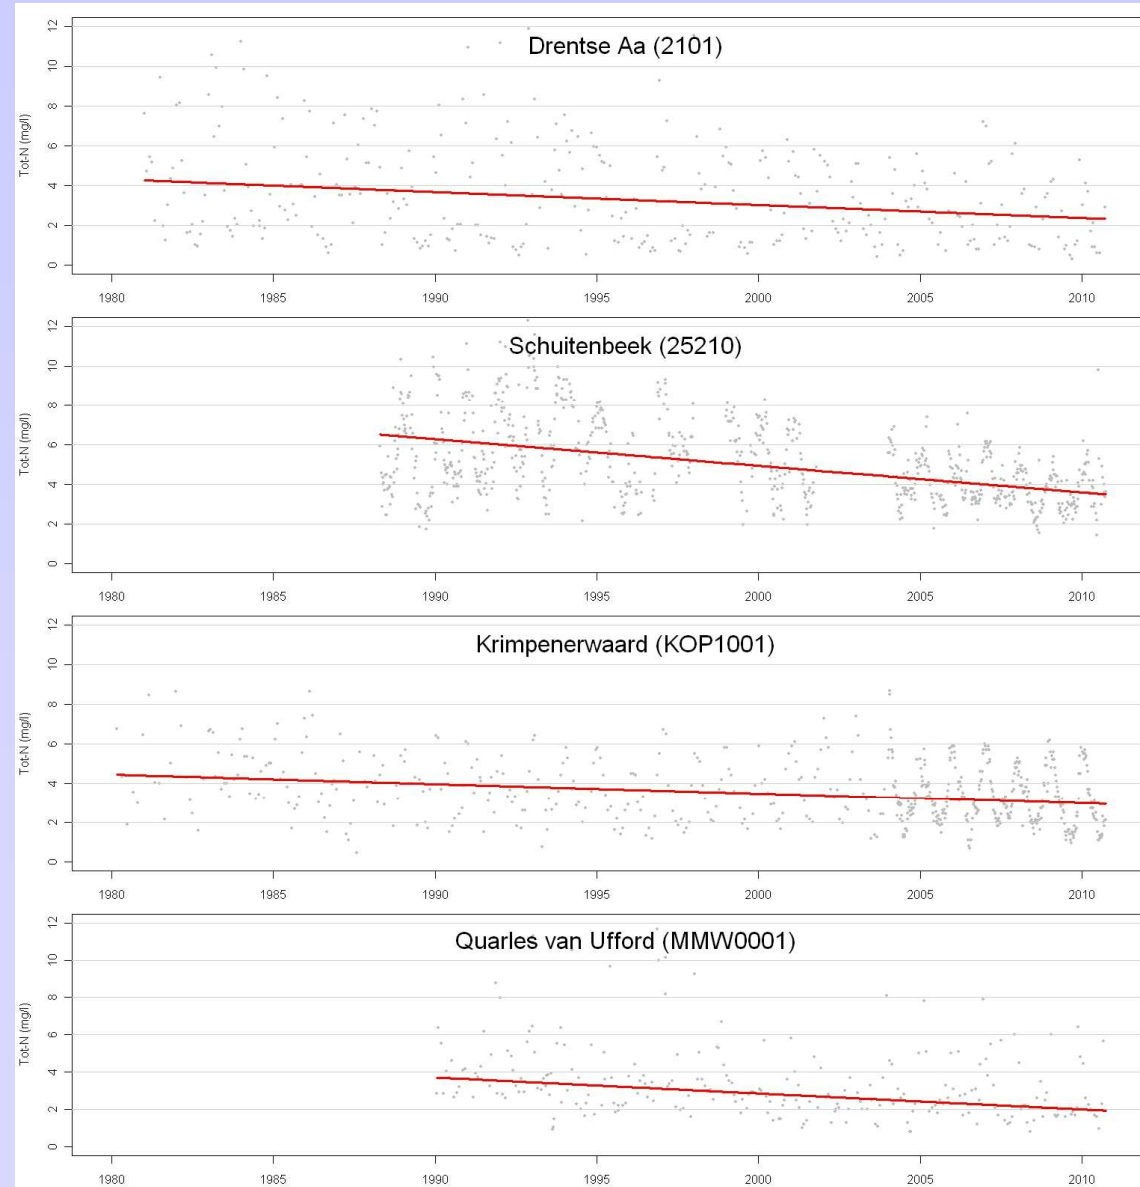 Drentse Aa (2101)
Tot-N (mg/l)
12
10
8
6
4
2
0
1980 1985 1990 1995 2000 2005 2010
Schuitenbeek (25210)
Tot-N (mg/l)
12
10
8
6
4
2
0
1980 1985 1990 1995 2000 2005 2010
Krimpenerwaard (KOP1001)
Tot-N (mg/l)
12
10
8
6
4
2
0
1980 1985 1990 1995 2000 2005 2010
Quarles van Ufford (MMW0001)
Tot-N (mg/l)
12
10
8
6
4
2
0
1980 1985 1990 1995 2000 2005 2010